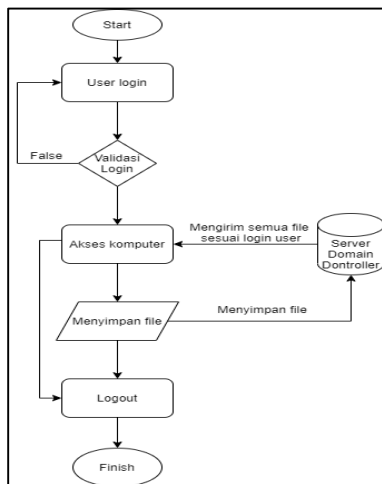 Start
User login
False
Validasi
Login
Mengirim semua file
sesuai login user
Akses komputer
Server
Domain
Dontroller
Menyimpan file
Menyimpan file
Logout
Finish